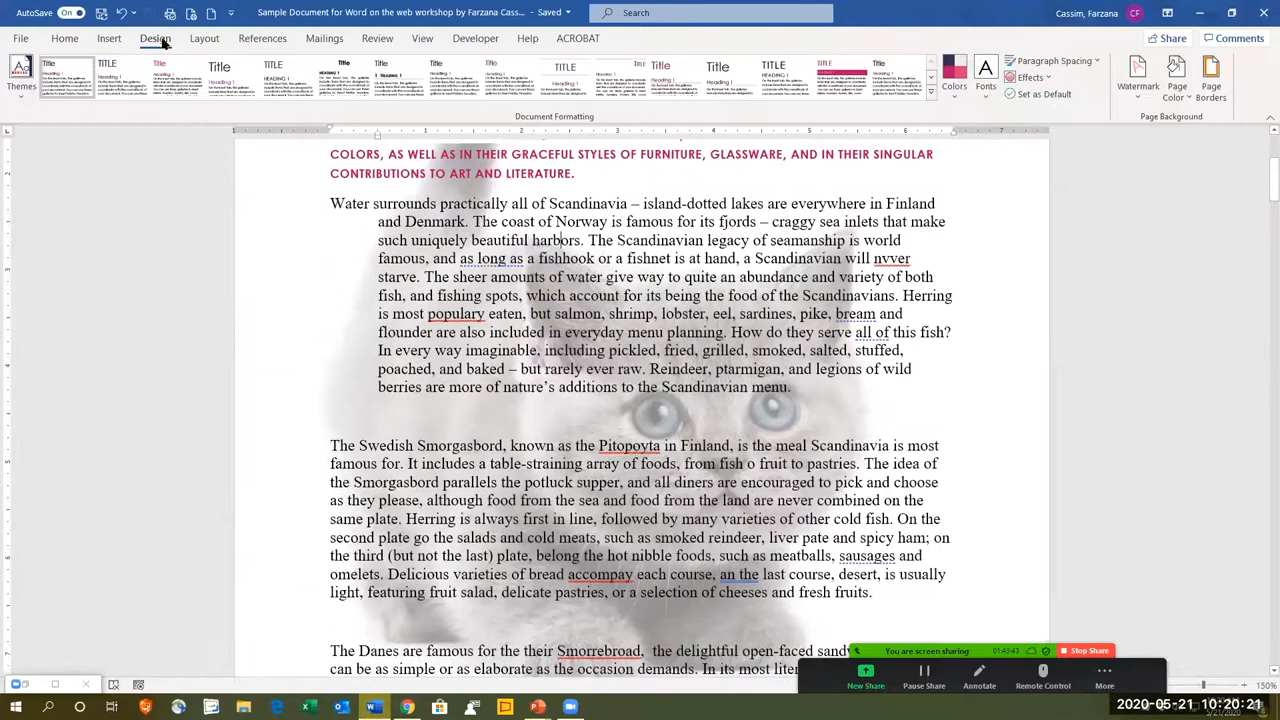 AutoSave On Sample Document For Formatting web workshop - Saved to this PC Search Cassim, Farzana CF
File Home Insert Design Layout References Mailings Review View Developer Help ACROBAT Share Comments
Themes Colors Fonts Paragraph Spacing Effects Set as Default Watermark Page Color Page Borders
Document Formatting Page Background
COLORS, AS WELL AS IN THEIR GRACEFUL STYLES OF FURNITURE, GLASSWARE, AND IN THEIR SINGULAR
CONTRIBUTIONS TO ART AND LITERATURE.
Water surrounds practically all of Scandinavia – island-dotted lakes are everywhere in Finland
and Denmark. The coast of Norway is famous for its fjords – craggy sea inlets that make
such uniquely beautiful harbors. The Scandinavian legacy of seamanship is world
famous, and as long as a fishhook or a fishnet is at hand, a Scandinavian will nvver
starve. The sheer amounts of water give way to quite an abundance and variety of both
fish, and fishing spots, which account for its being the food of the Scandinavians. Herring
is most populary eaten, but salmon, shrimp, lobster, eel, sardines, pike, bream and
flounder are also included in everyday menu planning. How do they serve all of this fish?
In every way imaginable, including pickled, fried, grilled, smoked, salted, stuffed,
poached, and baked – but rarely ever raw. Reindeer, ptarmigan, and legions of wild
berries are more of nature's additions to the Scandinavian menu.
The Swedish Smorgasbord, known as the Pitopoyta in Finland, is the meal Scandinavia is most
famous for. It includes a table-straining array of foods, from fish o fruit to pastries. The idea of
the Smorgasbord parallels the potluck supper, and all diners are encouraged to pick and choose
as they please, although food from the sea and food from the land are never combined on the
same plate. Herring is always first in line, followed by many varieties of other cold fish. On the
second plate go the salads and cold meats, such as smoked reindeer, liver pate and spicy ham; on
the third (but not the last) plate, belong the hot nibble foods, such as meatballs, sausages and
omelets. Delicious varieties of bread accompay each course, an the last course, desert, is usually
light, featuring fruit salad, delicate pastries, or a selection of cheeses and fresh fruits.
The Danes are famous for the their Smorrebroad, the delightful open-faced
You are screen sharing 01:43:43 Stop Share
or as elaborate as the occasion demands. In its most
New Share Pause Share Annotate Remote Control More
150%
2020-05-21 10:20:21